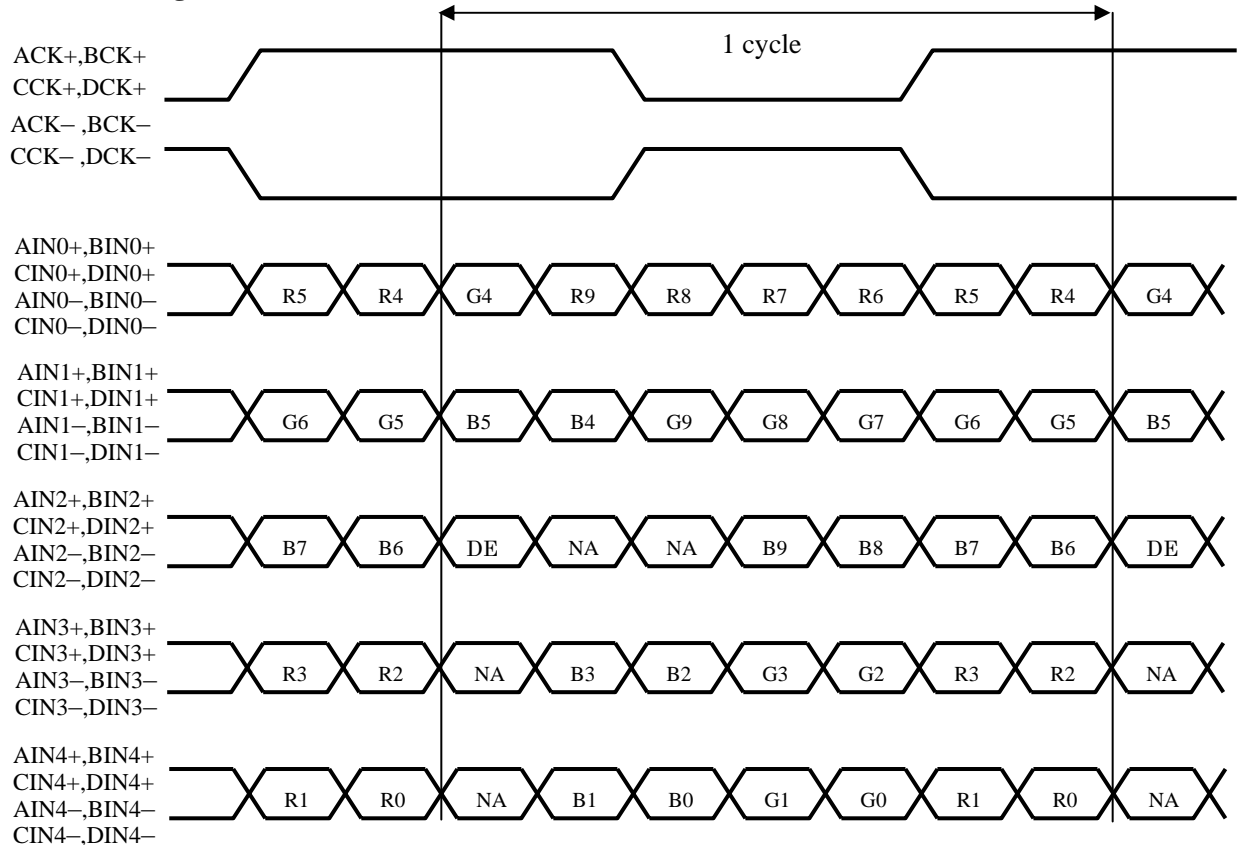 1 cycle
ACK+,BCK+
CCK+,DCK+
ACK− ,BCK−
CCK− ,DCK−
AIN0+,BIN0+
CIN0+,DIN0+
AIN0−,BIN0−
CIN0−,DIN0−
R5 R4 G4 R9 R8 R7 R6 R5 R4 G4
AIN1+,BIN1+
CIN1+,DIN1+
AIN1−,BIN1−
CIN1−,DIN1−
G6 G5 B5 B4 G9 G8 G7 G6 G5 B5
AIN2+,BIN2+
CIN2+,DIN2+
AIN2−,BIN2−
CIN2−,DIN2−
B7 B6 DE NA NA B9 B8 B7 B6 DE
AIN3+,BIN3+
CIN3+,DIN3+
AIN3−,BIN3−
CIN3−,DIN3−
R3 R2 NA B3 B2 G3 G2 R3 R2 NA
AIN4+,BIN4+
CIN4+,DIN4+
AIN4−,BIN4−
CIN4−,DIN4−
R1 R0 NA B1 B0 G1 G0 R1 R0 NA